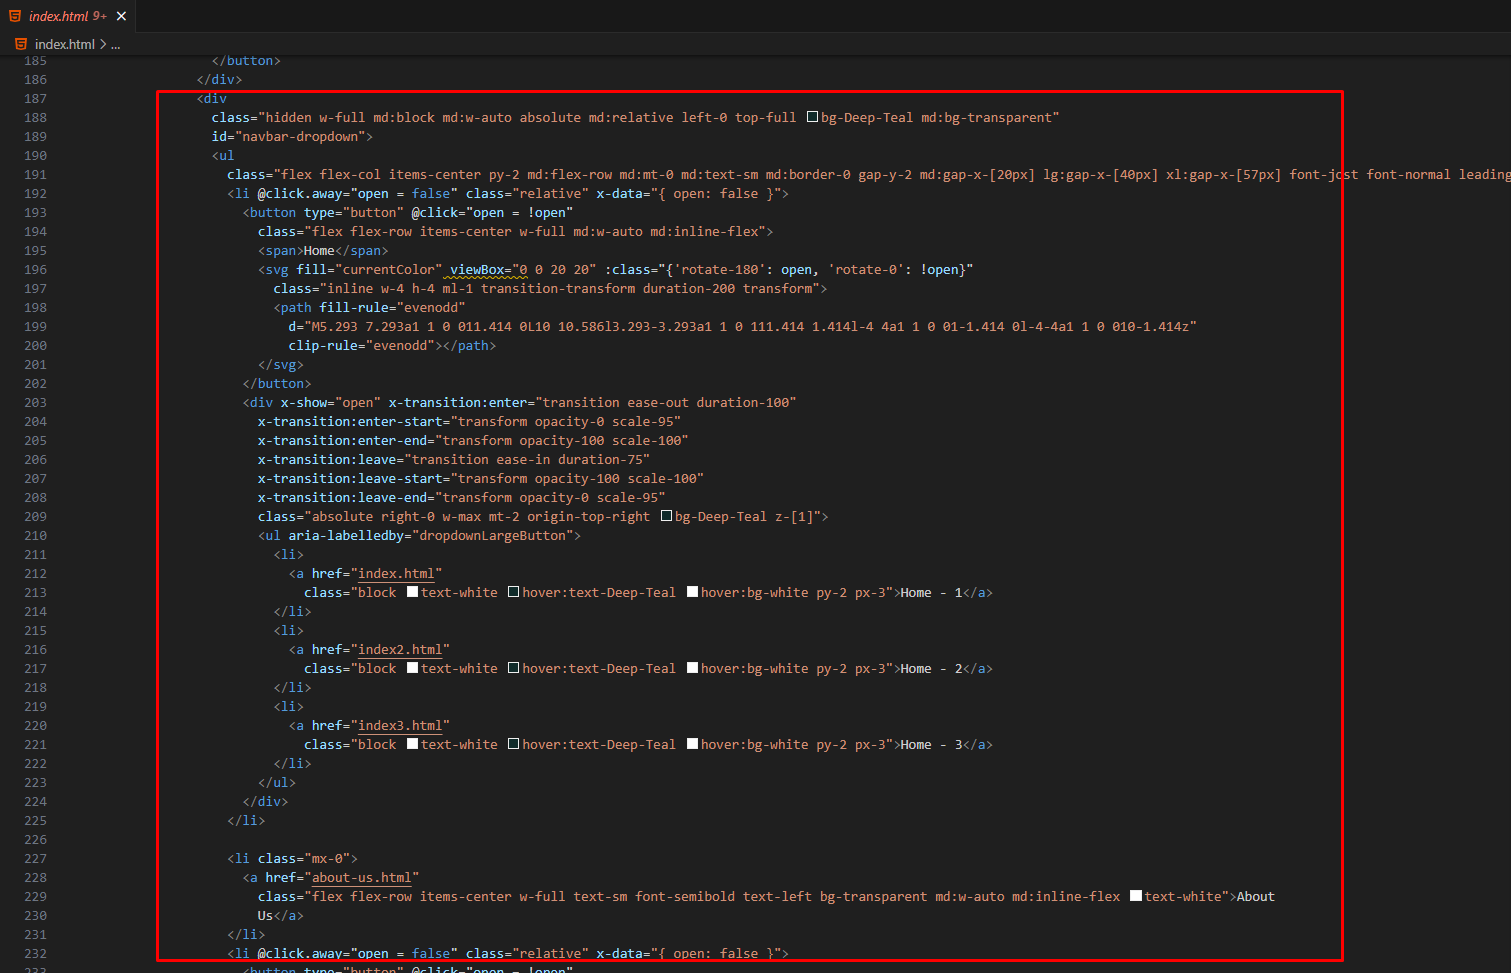 index.html 9+
index.html > ...
185 </button>
186 </div>
187 <div
188 class="hidden w-full md:block md:w-auto absolute md:relative left-0 top-full bg-Deep-Teal md:bg-transparent"
189 id="navbar-dropdown">
190 <ul
191 class="flex flex-col items-center py-2 md:flex-row md:mt-0 md:text-sm md:border-0 gap-y-2 md:gap-x-[20px] lg:gap-x-[40px] xl:gap-x-[57px] font-jost font-normal leading
192 <li @click.away="open = false" class="relative" x-data="{ open: false }">
193 <button type="button" @click="open = !open"
194 class="flex flex-row items-center w-full md:w-auto md:inline-flex">
195 <span>Home</span>
196 <svg fill="currentColor" viewBox="0 0 20 20" :class="{'rotate-180': open, 'rotate-0': !open}"
197 class="inline w-4 h-4 ml-1 transition-transform duration-200 transform">
198 <path fill-rule="evenodd"
199 d="M5.293 7.293a1 1 0 011.414 0L10 10.586l3.293-3.293a1 1 0 111.414 1.414l-4 4a1 1 0 01-1.414 0l-4-4a1 1 0 010-1.414z"
200 clip-rule="evenodd"></path>
201 </svg>
202 </button>
203 <div x-show="open" x-transition:enter="transition ease-out duration-100"
204 x-transition:enter-start="transform opacity-0 scale-95"
205 x-transition:enter-end="transform opacity-100 scale-100"
206 x-transition:leave="transition ease-in duration-75"
207 x-transition:leave-start="transform opacity-100 scale-100"
208 x-transition:leave-end="transform opacity-0 scale-95"
209 class="absolute right-0 w-max mt-2 origin-top-right bg-Deep-Teal z-[1]">
210 <ul aria-labelledby="dropdownLargeButton">
211 <li>
212 <a href="index.html"
213 class="block text-white hover:text-Deep-Teal hover:bg-white py-2 px-3">Home - 1</a>
214 </li>
215 <li>
216 <a href="index2.html"
217 class="block text-white hover:text-Deep-Teal hover:bg-white py-2 px-3">Home - 2</a>
218 </li>
219 <li>
220 <a href="index3.html"
221 class="block text-white hover:text-Deep-Teal hover:bg-white py-2 px-3">Home - 3</a>
222 </li>
223 </ul>
224 </div>
225 </li>
226
227 <li class="mx-0">
228 <a href="about-us.html"
229 class="flex flex-row items-center w-full text-sm font-semibold text-left bg-transparent md:w-auto md:inline-flex text-white">About
230 Us</a>
231 </li>
232 <li @click.away="open = false" class="relative" x-data="{ open: false }">
233 <button type="button" @click="open = !open"